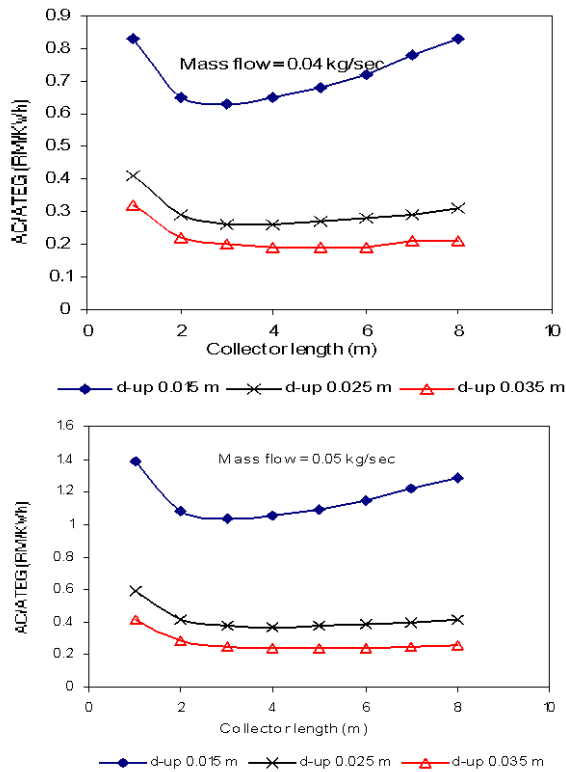 0.9
0.8
0.7
0.6
0.5
0.4
0.3
0.2
0.1
0
AC/ATEG (RM/KWh)
Mass flow = 0.04 kg/sec
0 2 4 6 8 10
Collector length (m)
d-up 0.015 m d-up 0.025 m d-up 0.035 m
1.6
1.4
1.2
1
0.8
0.6
0.4
0.2
0
AC/ATEG (RM/KWh)
Mass flow = 0.05 kg/sec
0 2 4 6 8 10
Collector length (m)
d-up 0.015 m d-up 0.025 m d-up 0.035 m